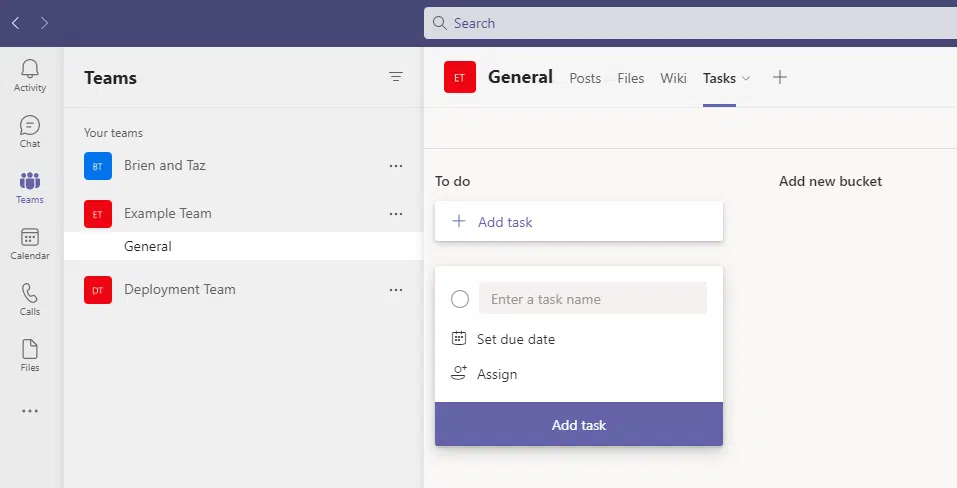 Search
Activity
Chat
Teams
Calendar
Calls
Files
Teams
Your teams
BT Brien and Taz
ET Example Team
General
DT Deployment Team
ET General Posts Files Wiki Tasks
To do
Add new bucket
Add task
Enter a task name
Set due date
Assign
Add task